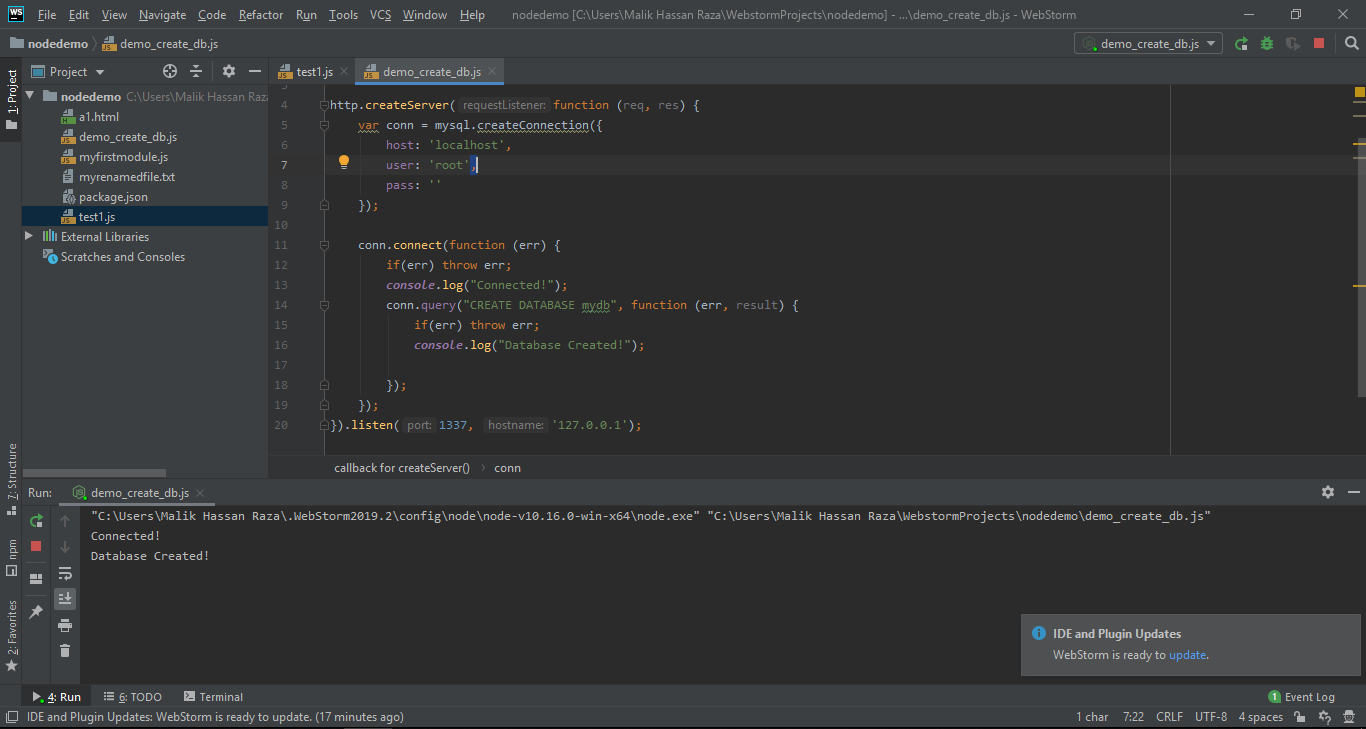 WS File Edit View Navigate Code Refactor Run Tools VCS Window Help nodedemo [C:\Users\Malik Hassan Raza\WebstormProjects\nodedemo] - ...\demo_create_db.js - WebStorm
nodedemo demo_create_db.js demo_create_db.js
1: Project
Project
test1.js demo_create_db.js
nodedemo C:\Users\Malik Hassan Raza
a1.html
demo_create_db.js
myfirstmodule.js
myrenamedfile.txt
package.json
test1.js
External Libraries
Scratches and Consoles
4 http.createServer( requestListener: function (req, res) {
5 var conn = mysql.createConnection({
6 host: 'localhost',
7 user: 'root',
8 pass: ''
9 });
10
11 conn.connect(function (err) {
12 if(err) throw err;
13 console.log("Connected!");
14 conn.query("CREATE DATABASE mydb", function (err, result) {
15 if(err) throw err;
16 console.log("Database Created!");
17
18 });
19 });
20 }).listen( port: 1337, hostname: '127.0.0.1');
callback for createServer() › conn
7: Structure
npm
2: Favorites
Run: demo_create_db.js
"C:\Users\Malik Hassan Raza\.WebStorm2019.2\config\node\node-v10.16.0-win-x64\node.exe" "C:\Users\Malik Hassan Raza\WebstormProjects\nodedemo\demo_create_db.js"
Connected!
Database Created!
IDE and Plugin Updates
WebStorm is ready to update.
4: Run 6: TODO Terminal 1 Event Log
IDE and Plugin Updates: WebStorm is ready to update. (17 minutes ago) 1 char 7:22 CRLF UTF-8 4 spaces